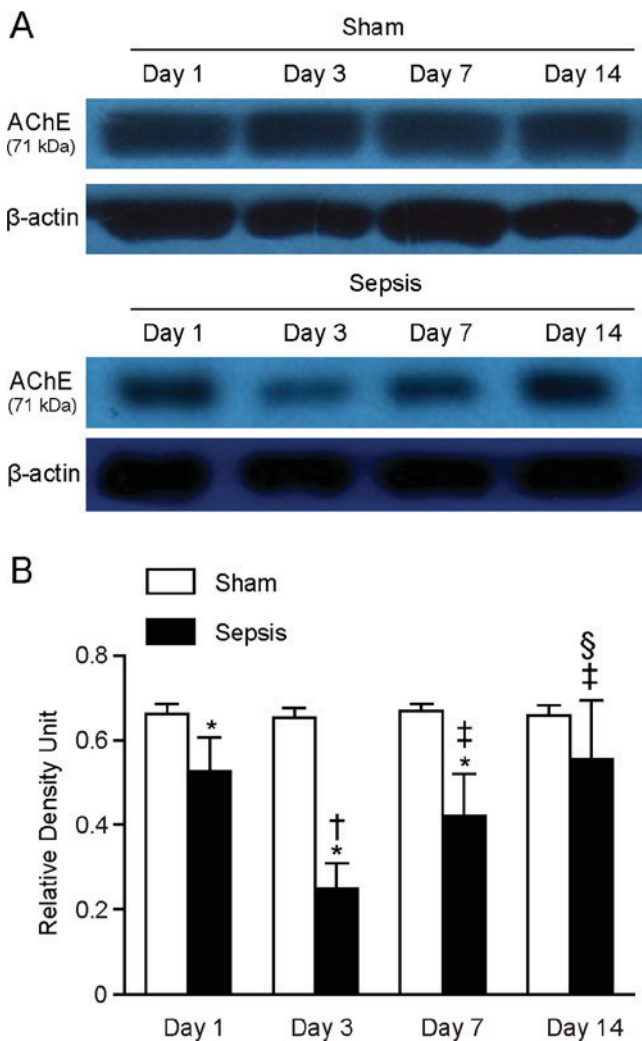 A
Sham
Day 1 Day 3 Day 7 Day 14
AChE
(71 kDa)
β-actin
Sepsis
Day 1 Day 3 Day 7 Day 14
AChE
(71 kDa)
β-actin
B
Sham
Sepsis
Relative Density Unit
0.8
0.6
0.4
0.2
0
*
†
*
‡
*
§
‡
Day 1 Day 3 Day 7 Day 14